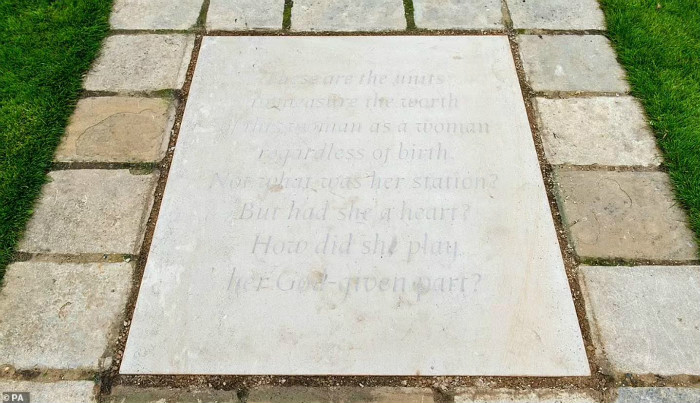 These are the units
to measure the worth
Of this woman as a woman
regardless of birth.
Not what was her station?
But had she a heart?
How did she play
her God-given part?
©PA